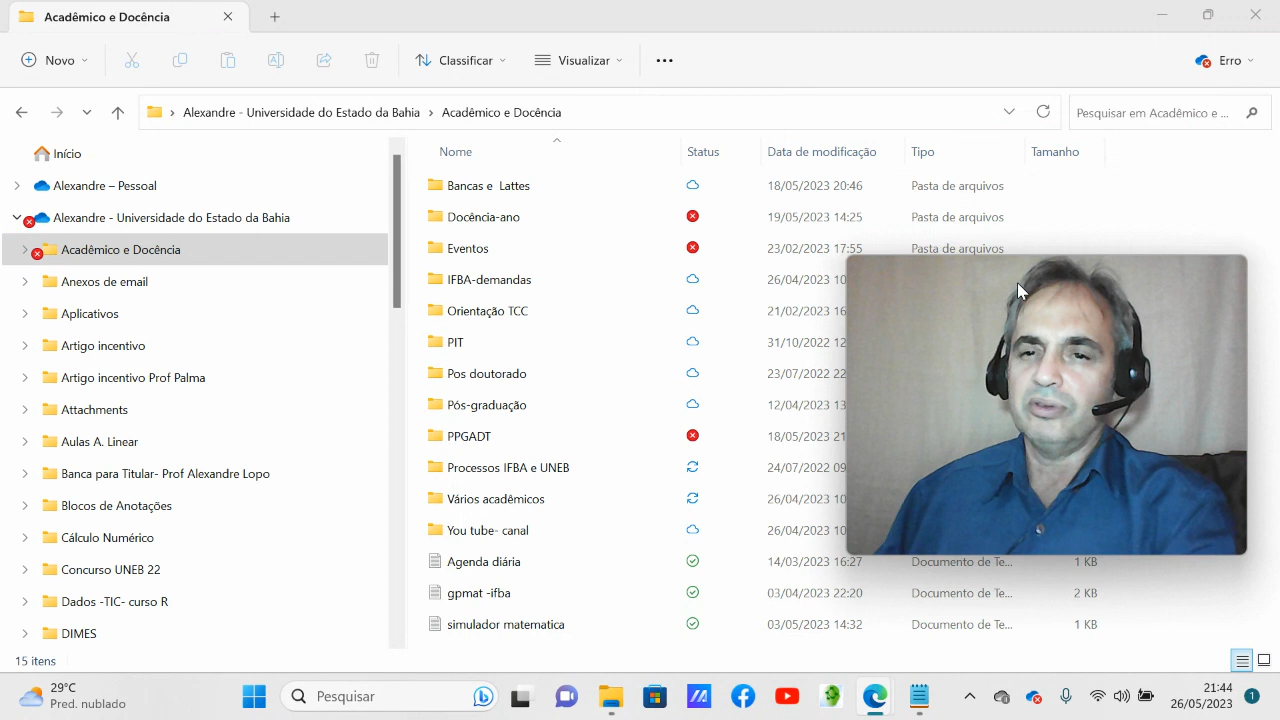 Acadêmico e Docência
Novo
Classificar
Visualizar
Erro
Alexandre - Universidade do Estado da Bahia
Acadêmico e Docência
Pesquisar em Acadêmico e ...
Início
Alexandre – Pessoal
Alexandre - Universidade do Estado da Bahia
Acadêmico e Docência
Anexos de email
Aplicativos
Artigo incentivo
Artigo incentivo Prof Palma
Attachments
Aulas A. Linear
Banca para Titular- Prof Alexandre Lopo
Blocos de Anotações
Cálculo Numérico
Concurso UNEB 22
Dados -TIC- curso R
DIMES
Nome Status Data de modificação Tipo Tamanho
Bancas e Lattes 18/05/2023 20:46 Pasta de arquivos
Docência-ano 19/05/2023 14:25 Pasta de arquivos
Eventos 23/02/2023 17:55 Pasta de arquivos
IFBA-demandas 26/04/2023 10
Orientação TCC 21/02/2023 16
PIT 31/10/2022 12
Pos doutorado 23/07/2022 22
Pós-graduação 12/04/2023 13
PPGADT 18/05/2023 21
Processos IFBA e UNEB 24/07/2022 09
Vários acadêmicos 26/04/2023 10
You tube- canal 26/04/2023 10
Agenda diária 14/03/2023 16:27 Documento de Te... 1 KB
gpmat -ifba 03/04/2023 22:20 Documento de Te... 2 KB
simulador matematica 03/05/2023 14:32 Documento de Te... 1 KB
15 itens
29°C
Pred. nublado
Pesquisar
21:44
26/05/2023
1